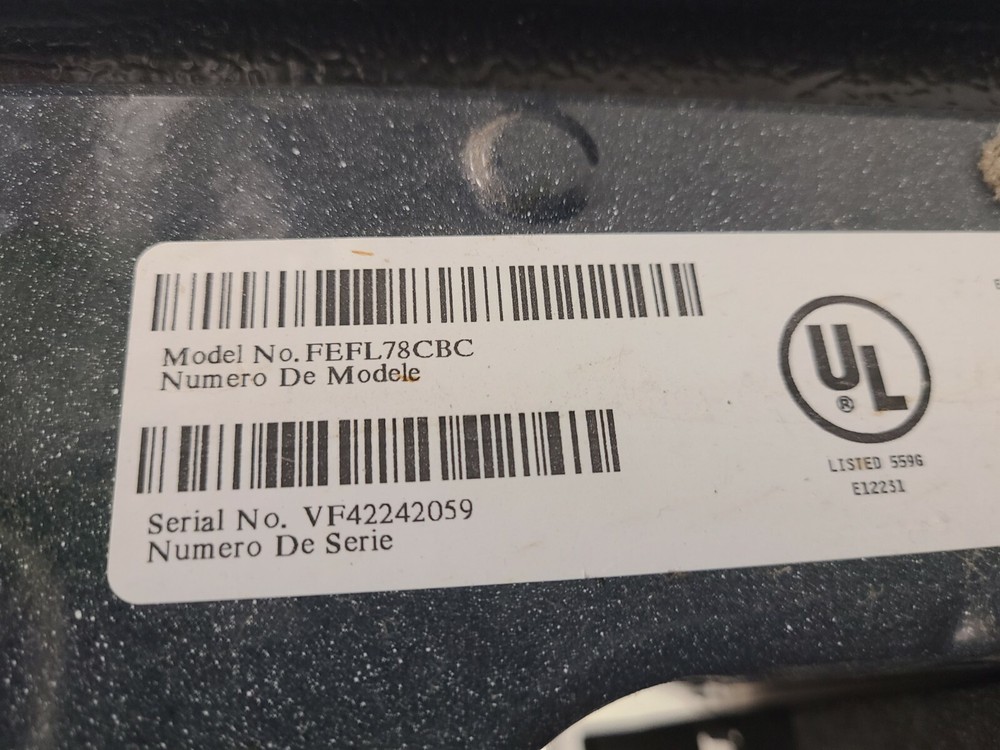 Model No. FEFL78CBC
Numero De Modele
Serial No. VF42242059
Numero De Serie
UL
®
LISTED 559G
E12231